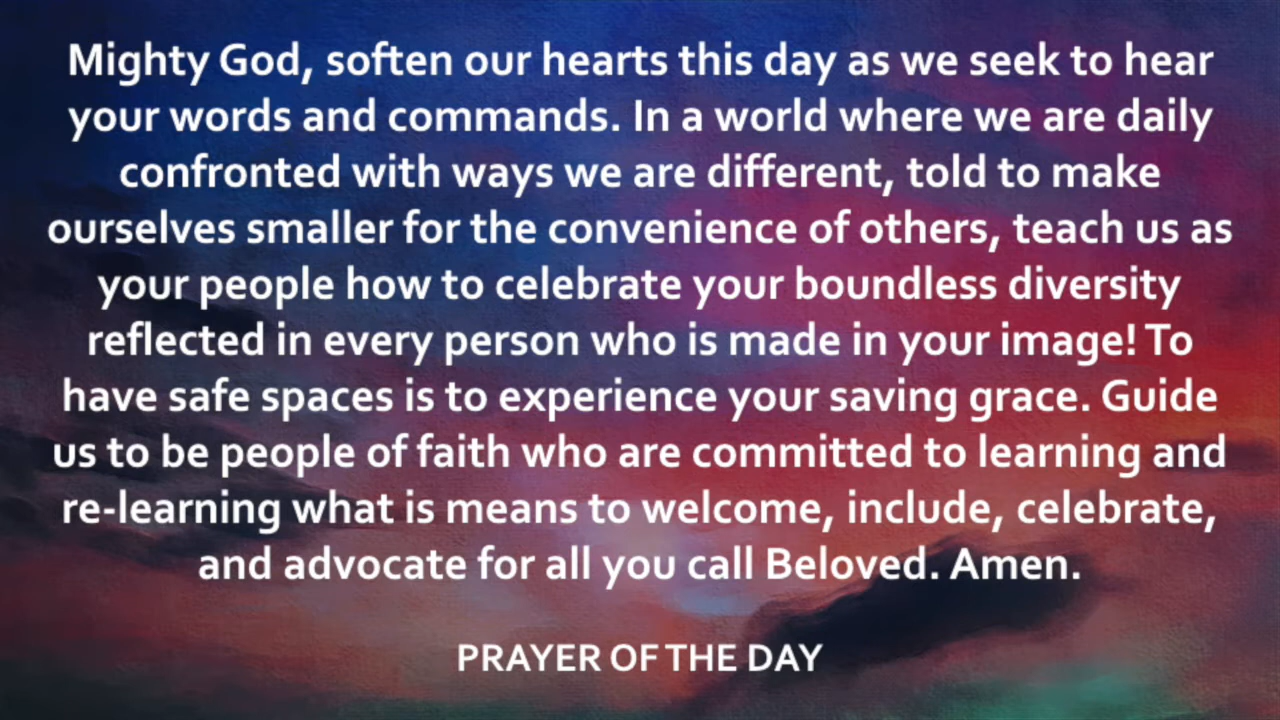 Mighty God, soften our hearts this day as we seek to hear
your words and commands. In a world where we are daily
confronted with ways we are different, told to make
ourselves smaller for the convenience of others, teach us as
your people how to celebrate your boundless diversity
reflected in every person who is made in your image! To
have safe spaces is to experience your saving grace. Guide
us to be people of faith who are committed to learning and
re-learning what is means to welcome, include, celebrate,
and advocate for all you call Beloved. Amen.
PRAYER OF THE DAY